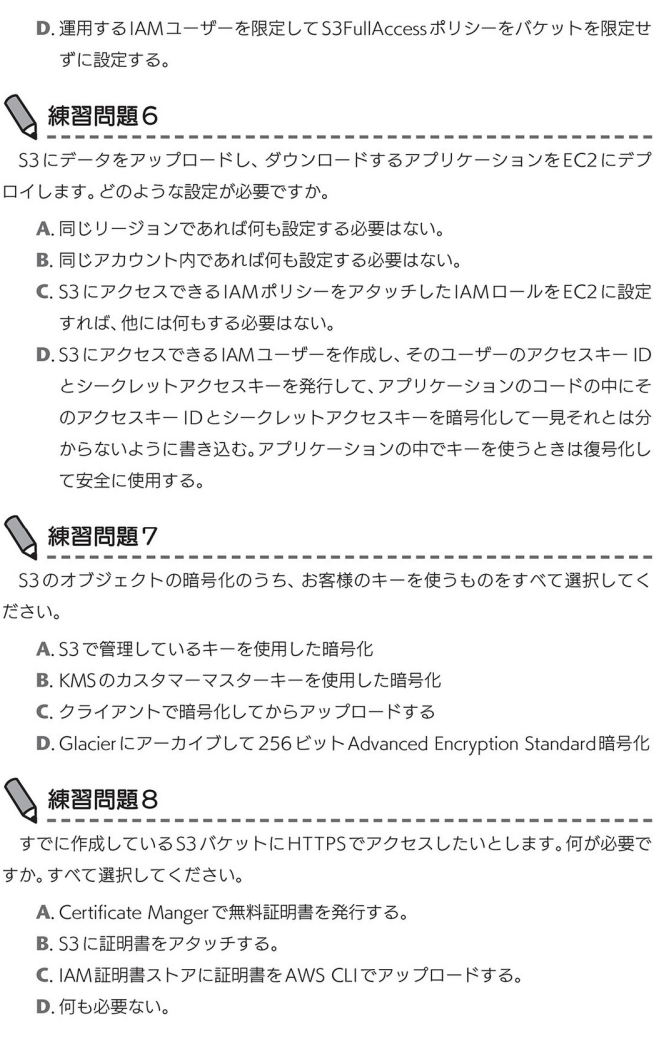 D. 運用するIAMユーザーを限定してS3FullAccessポリシーをバケットを限定せ
ずに設定する。
練習問題6
S3にデータをアップロードし、ダウンロードするアプリケーションをEC2にデプ
ロイします。どのような設定が必要ですか。
A. 同じリージョンであれば何も設定する必要はない。
B. 同じアカウント内であれば何も設定する必要はない。
C. S3にアクセスできるIAMポリシーをアタッチしたIAMロールをEC2に設定
すれば、他には何もする必要はない。
D. S3にアクセスできるIAMユーザーを作成し、そのユーザーのアクセスキー ID
とシークレットアクセスキーを発行して、アプリケーションのコードの中にそ
のアクセスキー IDとシークレットアクセスキーを暗号化して一見それとは分
からないように書き込む。アプリケーションの中でキーを使うときは復号化し
て安全に使用する。
練習問題7
S3のオブジェクトの暗号化のうち、お客様のキーを使うものをすべて選択してく
ださい。
A. S3で管理しているキーを使用した暗号化
B. KMSのカスタマーマスターキーを使用した暗号化
C. クライアントで暗号化してからアップロードする
D. Glacierにアーカイブして256ビットAdvanced Encryption Standard暗号化
練習問題8
すでに作成しているS3バケットにHTTPSでアクセスしたいとします。何が必要で
すか。すべて選択してください。
A. Certificate Mangerで無料証明書を発行する。
B. S3に証明書をアタッチする。
C. IAM証明書ストアに証明書をAWS CLIでアップロードする。
D. 何も必要ない。